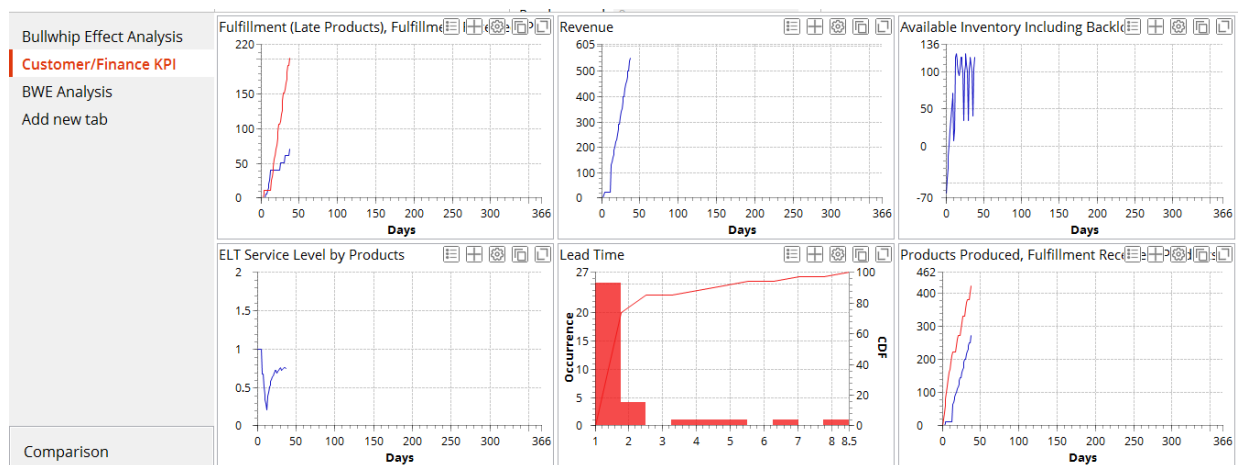 Bullwhip Effect Analysis
Customer/Finance KPI
BWE Analysis
Add new tab
Comparison
Fulfillment (Late Products), Fulfillme
220
150
100
50
0
0 50 100 150 200 250 300 366
Days
Revenue
605
500
400
300
200
100
0
0 50 100 150 200 250 300 366
Days
Available Inventory Including Backlo
136
100
50
0
-70
0 50 100 150 200 250 300 366
Days
ELT Service Level by Products
2
1.5
1
0.5
0
0 50 100 150 200 250 300 366
Days
Lead Time
Occurrence
27
20
15
10
5
0
1 2 3 4 5 6 7 8 8.5
100
80
60
40
20
0
CDF
Products Produced, Fulfillment Rece
462
400
300
200
100
0
0 50 100 150 200 250 300 366
Days